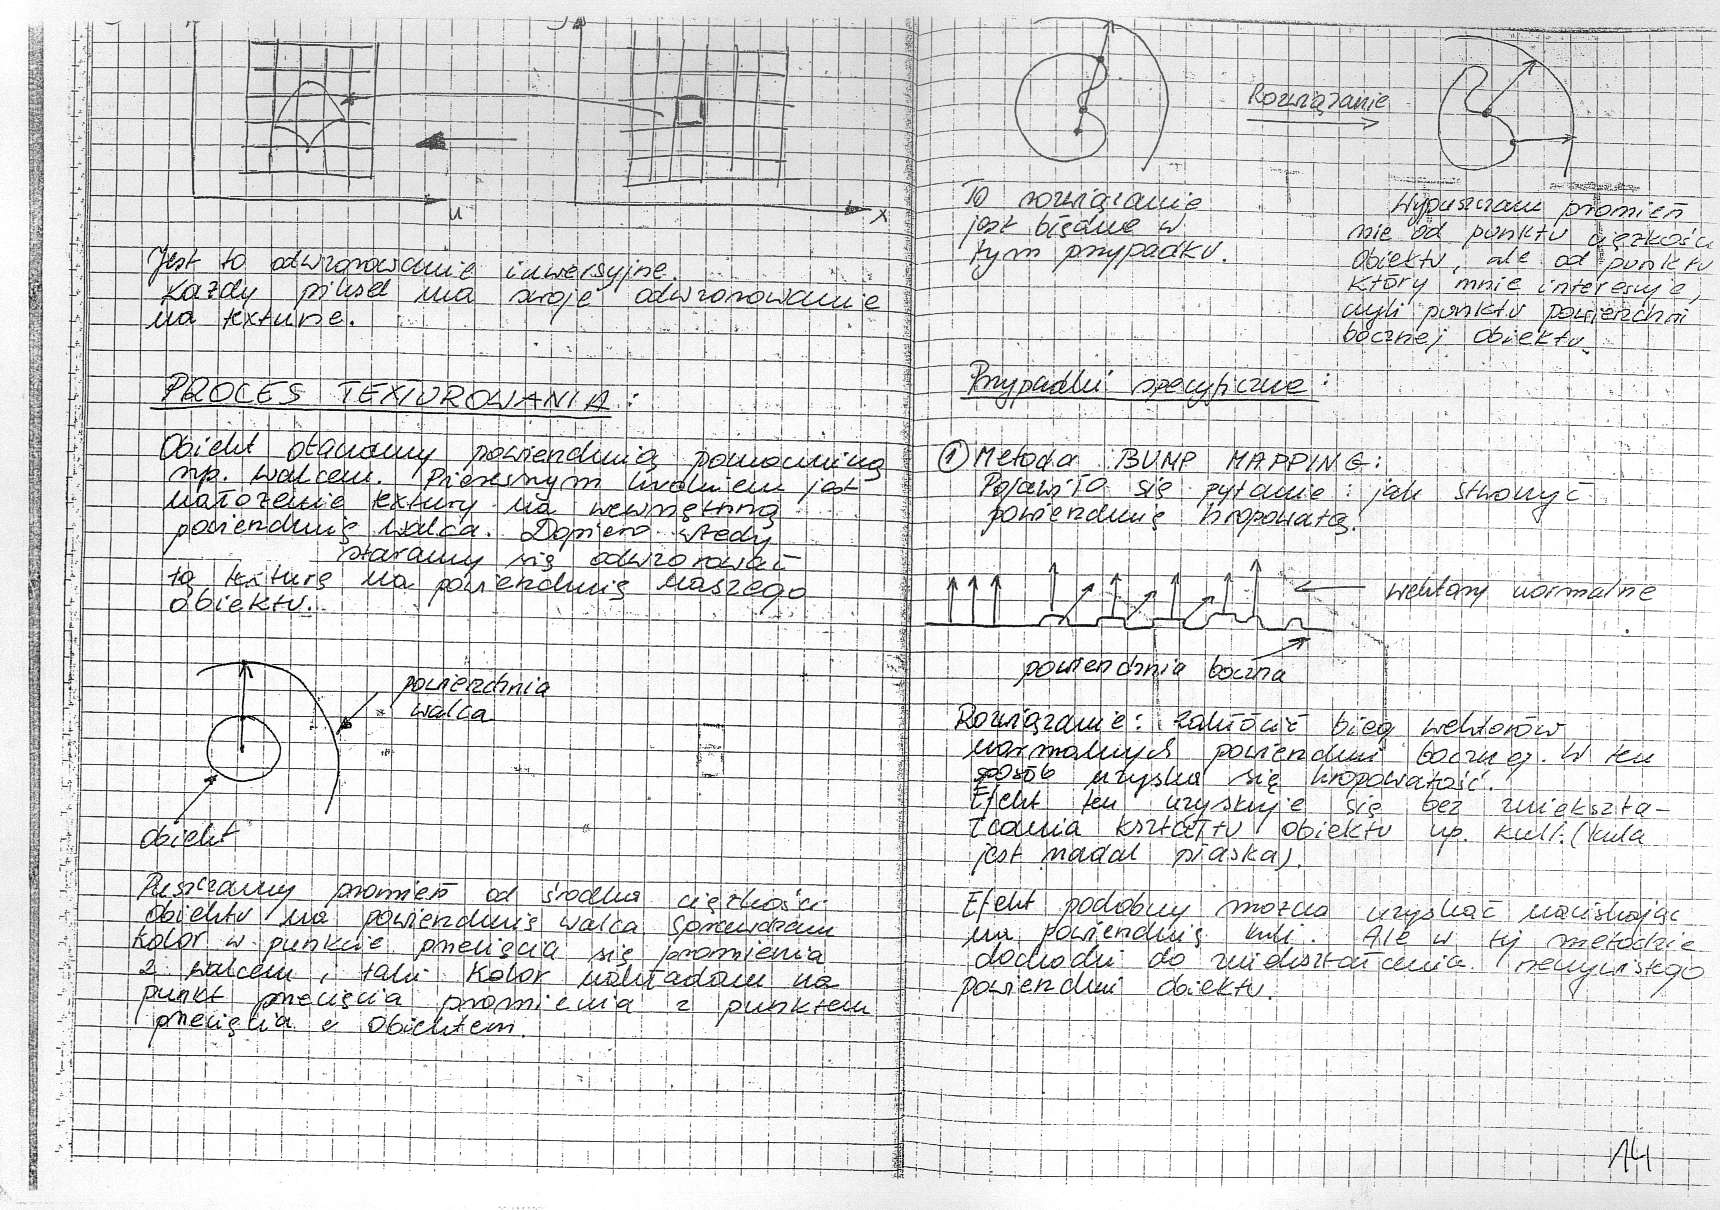 u
y
x
Jest to odwzorowanie inwersyjne.
Każdy piksel ma swoje odwzorowanie
na texturze.
PROCES TEXTUROWANIA:
Obiekt otaczamy powierzchnią pomocniczą
np. walcem. Pierwszym krokiem jest
nałożenie textury na wewnętrzną
powierzchnię walca. Dopiero wtedy
staramy się odwzorować
tą teksturę na powierzchnię naszego
obiektu.
powierzchnia
walca
obiekt
Puszczamy promień od środka ciężkości
obiektu na powierzchnię walca. Sprawdzam
kolor w punkcie przecięcia się promienia
z walcem, taki kolor nakładam na
punkt przecięcia promienia z punktem
przecięcia z obiektem.
Rozwiązanie
To rozwiązanie
jest błędne w
tym przypadku.
Wypuszczam promień
nie od punktu ciężkości
obiektu, ale od punktu
który mnie interesuje,
czyli punktu powierzchni
bocznej obiektu.
Przypadki specyficzne:
① Metoda BUMP MAPPING:
Pojawiło się pytanie: jak stworzyć
powierzchnię chropowatą.
wektory normalne
powierzchnia boczna
Rozwiązanie: zakłócić bieg wektorów
normalnych powierzchni bocznej. W ten
sposób uzyska się chropowatość.
Efekt ten uzyskuje się bez zniekszta-
łcania kształtu obiektu np. kuli. (kula
jest nadal płaska).
Efekt podobny można uzyskać naciskając
na powierzchnię kuli. Ale w tej metodzie
dochodzi do zniekształcenia rzeczywistego
powierzchni obiektu.
14